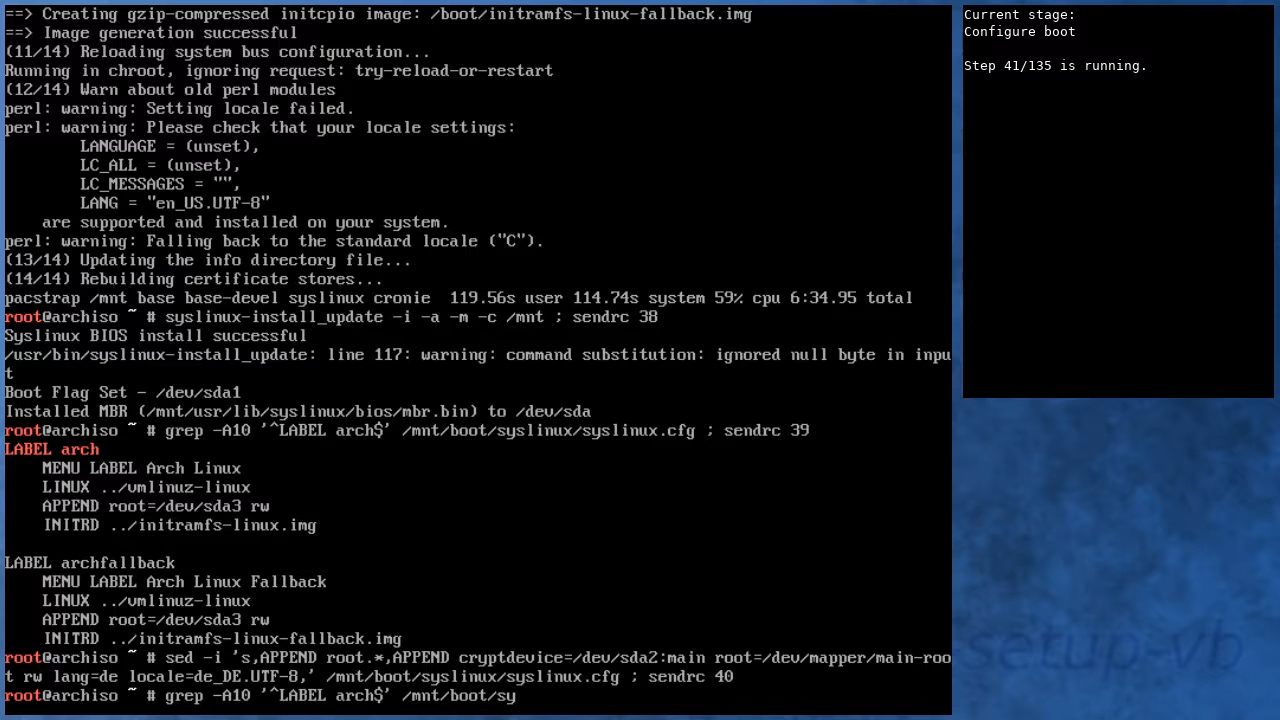 ==> Creating gzip-compressed initcpio image: /boot/initramfs-linux-fallback.img
==> Image generation successful
(11/14) Reloading system bus configuration...
Running in chroot, ignoring request: try-reload-or-restart
(12/14) Warn about old perl modules
perl: warning: Setting locale failed.
perl: warning: Please check that your locale settings:
        LANGUAGE = (unset),
        LC_ALL = (unset),
        LC_MESSAGES = "",
        LANG = "en_US.UTF-8"
    are supported and installed on your system.
perl: warning: Falling back to the standard locale ("C").
(13/14) Updating the info directory file...
(14/14) Rebuilding certificate stores...
pacstrap /mnt base base-devel syslinux cronie  119.56s user 114.74s system 59% cpu 6:34.95 total
root@archiso ~ # syslinux-install_update -i -a -m -c /mnt ; sendrc 38
Syslinux BIOS install successful
/usr/bin/syslinux-install_update: line 117: warning: command substitution: ignored null byte in inpu
t
Boot Flag Set - /dev/sda1
Installed MBR (/mnt/usr/lib/syslinux/bios/mbr.bin) to /dev/sda
root@archiso ~ # grep -A10 '^LABEL arch$' /mnt/boot/syslinux/syslinux.cfg ; sendrc 39
LABEL arch
    MENU LABEL Arch Linux
    LINUX ../vmlinuz-linux
    APPEND root=/dev/sda3 rw
    INITRD ../initramfs-linux.img

LABEL archfallback
    MENU LABEL Arch Linux Fallback
    LINUX ../vmlinuz-linux
    APPEND root=/dev/sda3 rw
    INITRD ../initramfs-linux-fallback.img
root@archiso ~ # sed -i 's,APPEND root.*,APPEND cryptdevice=/dev/sda2:main root=/dev/mapper/main-roo
t rw lang=de locale=de_DE.UTF-8,' /mnt/boot/syslinux/syslinux.cfg ; sendrc 40
root@archiso ~ # grep -A10 '^LABEL arch$' /mnt/boot/sy
Current stage:
Configure boot

Step 41/135 is running.
setup-vb